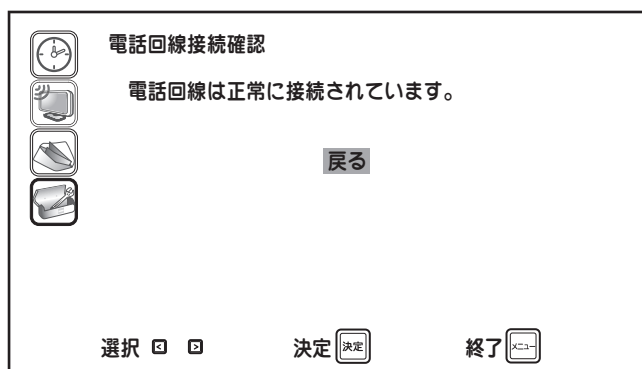 電話回線接続確認
電話回線は正常に接続されています。
戻る
選択 決定 決定 終了 メニュー